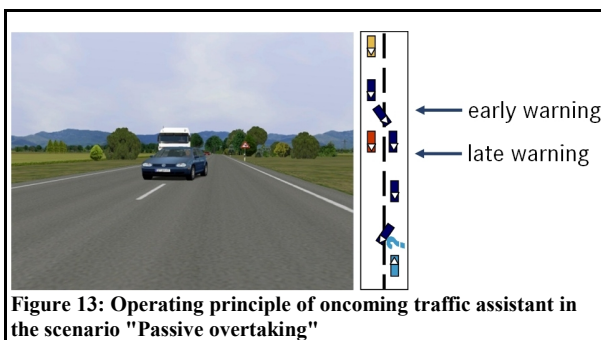 early warning
late warning
?
Figure 13: Operating principle of oncoming traffic assistant in
the scenario "Passive overtaking"